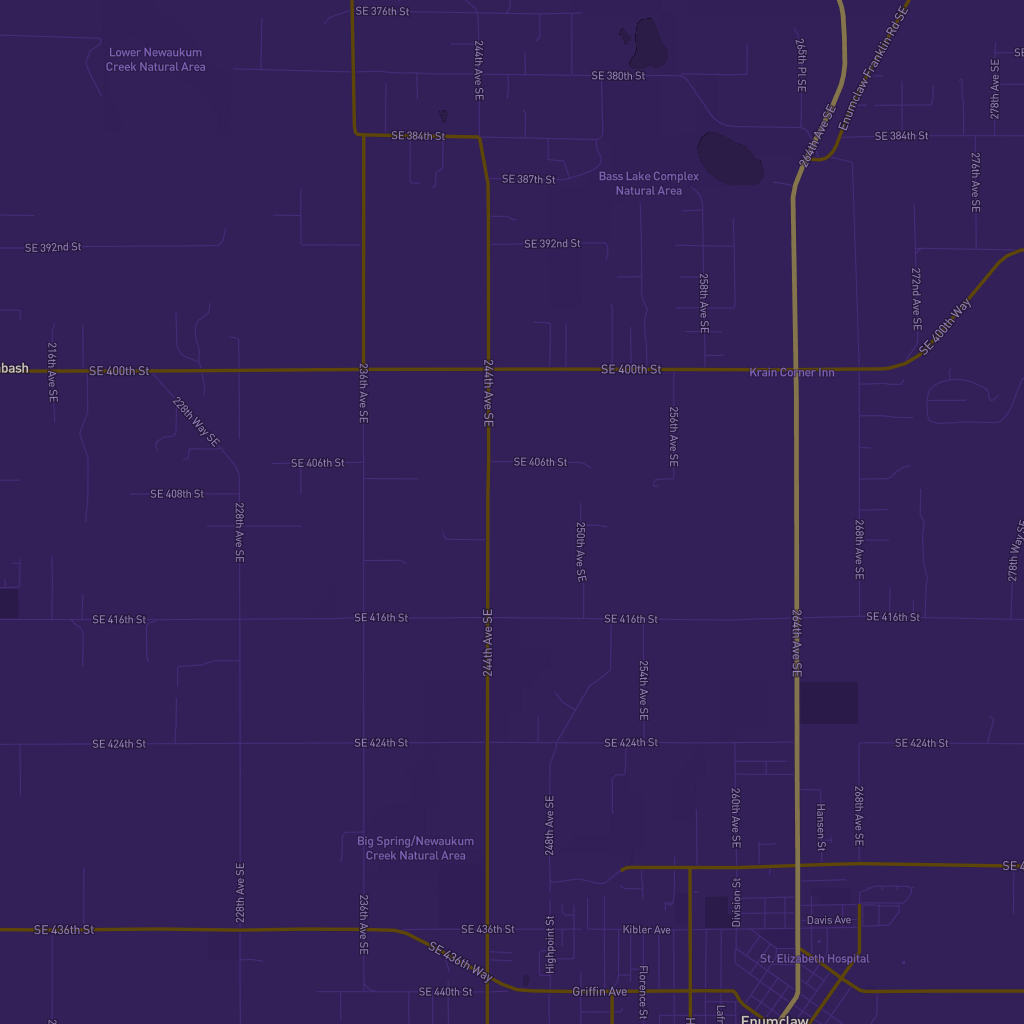 SE 376th St
Lower Newaukum
Creek Natural Area
244th Ave SE
SE 380th St
265th Pl SE
Enumclaw Franklin Rd SE
278th Ave SE
SE
SE 384th St
264th Ave SE
SE 384th St
SE 387th St
Bass Lake Complex
Natural Area
276th Ave SE
SE 392nd St
SE 392nd St
258th Ave SE
272nd Ave SE
SE 400th Way
bash
216th Ave SE
SE 400th St
236th Ave SE
244th Ave SE
SE 400th St
Krain Corner Inn
228th Way SE
256th Ave SE
SE 406th St
SE 406th St
SE 408th St
228th Ave SE
250th Ave SE
268th Ave SE
278th Way SE
SE 416th St
SE 416th St
244th Ave SE
SE 416th St
264th Ave SE
SE 416th St
254th Ave SE
SE 424th St
SE 424th St
SE 424th St
SE 424th St
248th Ave SE
260th Ave SE
Hansen St
268th Ave SE
Big Spring/Newaukum
Creek Natural Area
SE 4
228th Ave SE
236th Ave SE
Division St
Davis Ave
SE 436th St
SE 436th St
Highpoint St
Kibler Ave
SE 436th Way
St. Elizabeth Hospital
SE 440th St
Griffin Ave
Florence St
Lafr
H
Enumclaw